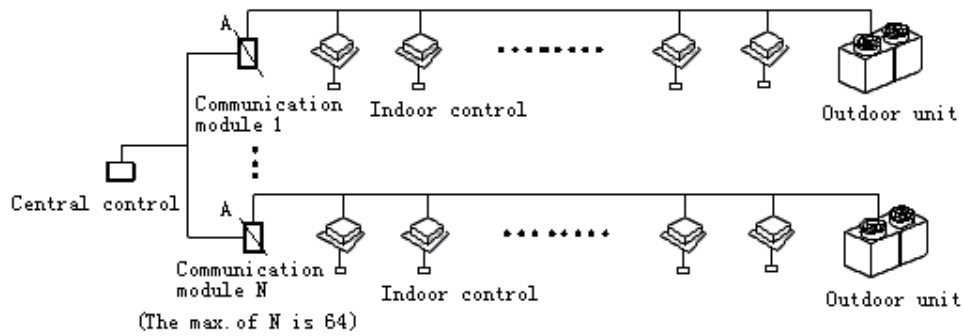 A
Communication
module 1
Indoor control
Outdoor unit
Central control
A
Communication
module N
Indoor control
Outdoor unit
(The max.of N is 64)